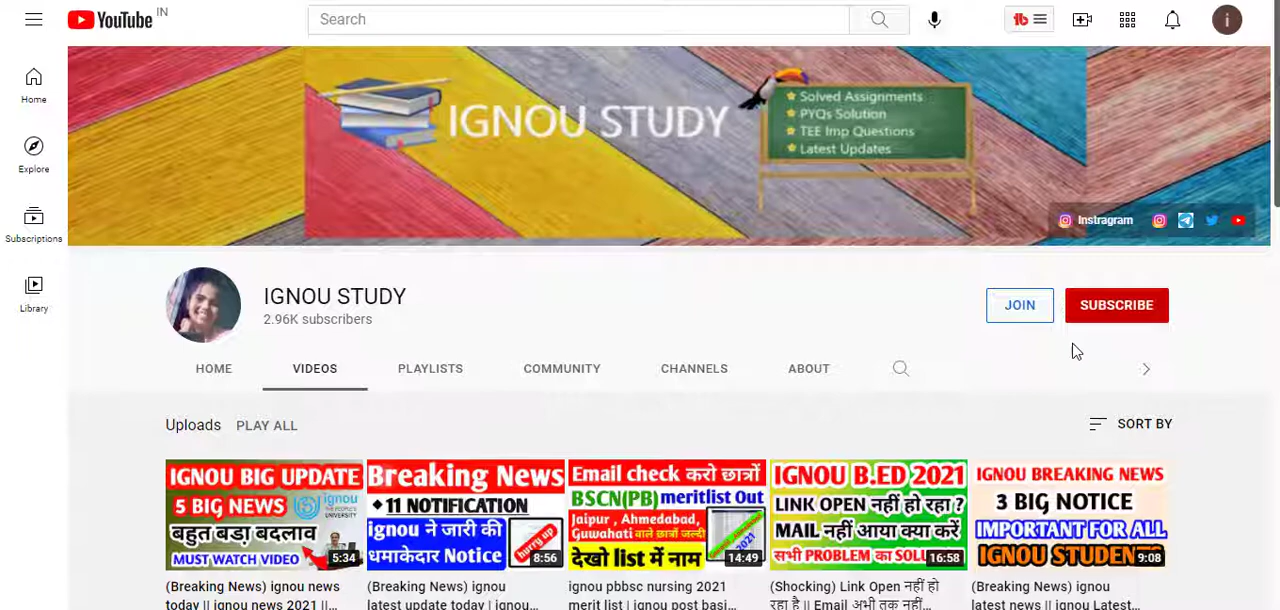 YouTube IN
Search
i
Home
Explore
Subscriptions
Library
IGNOU STUDY
Solved Assignments
PYQs Solution
TEE Imp Questions
Latest Updates
Instragram
IGNOU STUDY
2.96K subscribers
JOIN
SUBSCRIBE
HOME VIDEOS PLAYLISTS COMMUNITY CHANNELS ABOUT
Uploads PLAY ALL
SORT BY
IGNOU BIG UPDATE
5 BIG NEWS
ignou
THE PEOPLE'S
UNIVERSITY
बहुत बड़ा बदलाव
MUST WATCH VIDEO
5:34
Breaking News
11 NOTIFICATION
ignou ने जारी की
धमाकेदार Notice
hurry up
8:56
Email check करो छात्रों
BSCN(PB) meritlist Out
Jaipur , Ahmedabad,
Guwahati वाले छात्रों जल्दी
देखो list में नाम
2021
14:49
IGNOU B.ED 2021
LINK OPEN नहीं हो रहा ?
MAIL नहीं आया क्या करें
सभी PROBLEM का SOLU
16:58
IGNOU BREAKING NEWS
3 BIG NOTICE
IMPORTANT FOR ALL
IGNOU STUDEN
9:08
(Breaking News) ignou news
today || ignou news 2021 ||...
(Breaking News) ignou
latest update today | ignou...
ignou pbbsc nursing 2021
merit list | ignou post basi...
(Shocking) Link Open नहीं हो
रहा है || Email अभी तक नहीं...
(Breaking News) ignou
latest news || ignou Latest...